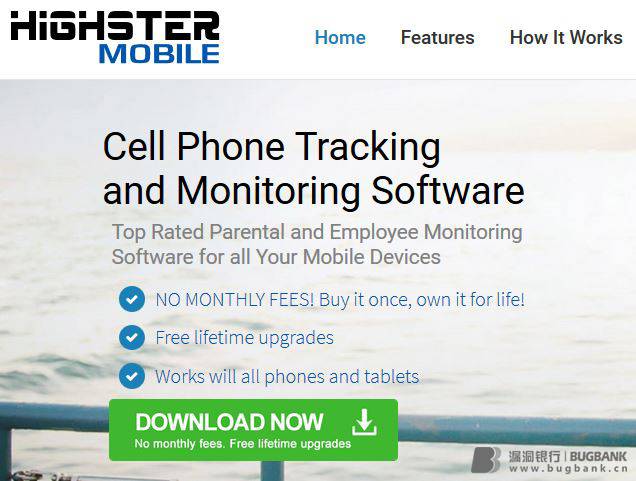 HiGHSTER
MOBILE
Home Features How It Works
Cell Phone Tracking
and Monitoring Software
Top Rated Parental and Employee Monitoring
Software for all Your Mobile Devices
NO MONTHLY FEES! Buy it once, own it for life!
Free lifetime upgrades
Works will all phones and tablets
DOWNLOAD NOW
No monthly fees. Free lifetime upgrades
漏洞银行 | BUGBANK
www.bugbank.cn